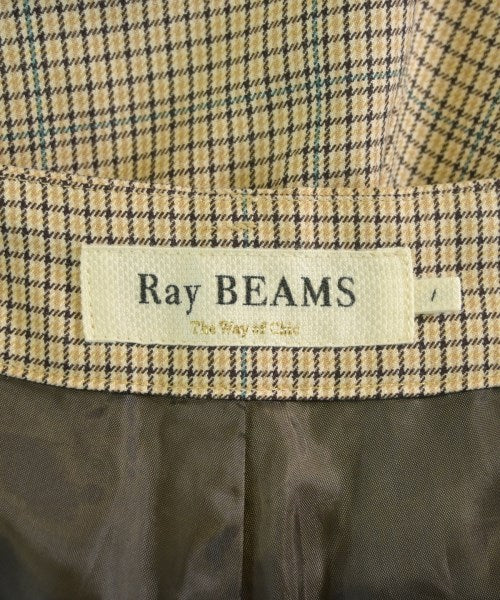 Ray BEAMS
The Way of Chic
1